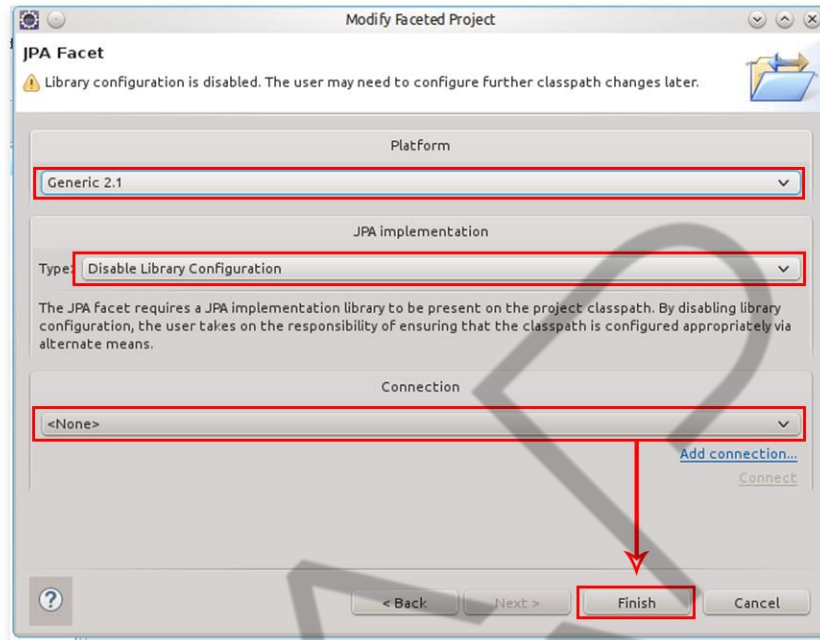 Modify Faceted Project
JPA Facet
Library configuration is disabled. The user may need to configure further classpath changes later.
Platform
Generic 2.1
JPA implementation
Type: Disable Library Configuration
The JPA facet requires a JPA implementation library to be present on the project classpath. By disabling library
configuration, the user takes on the responsibility of ensuring that the classpath is configured appropriately via
alternate means.
Connection
<None>
Add connection...
Connect
< Back Next > Finish Cancel